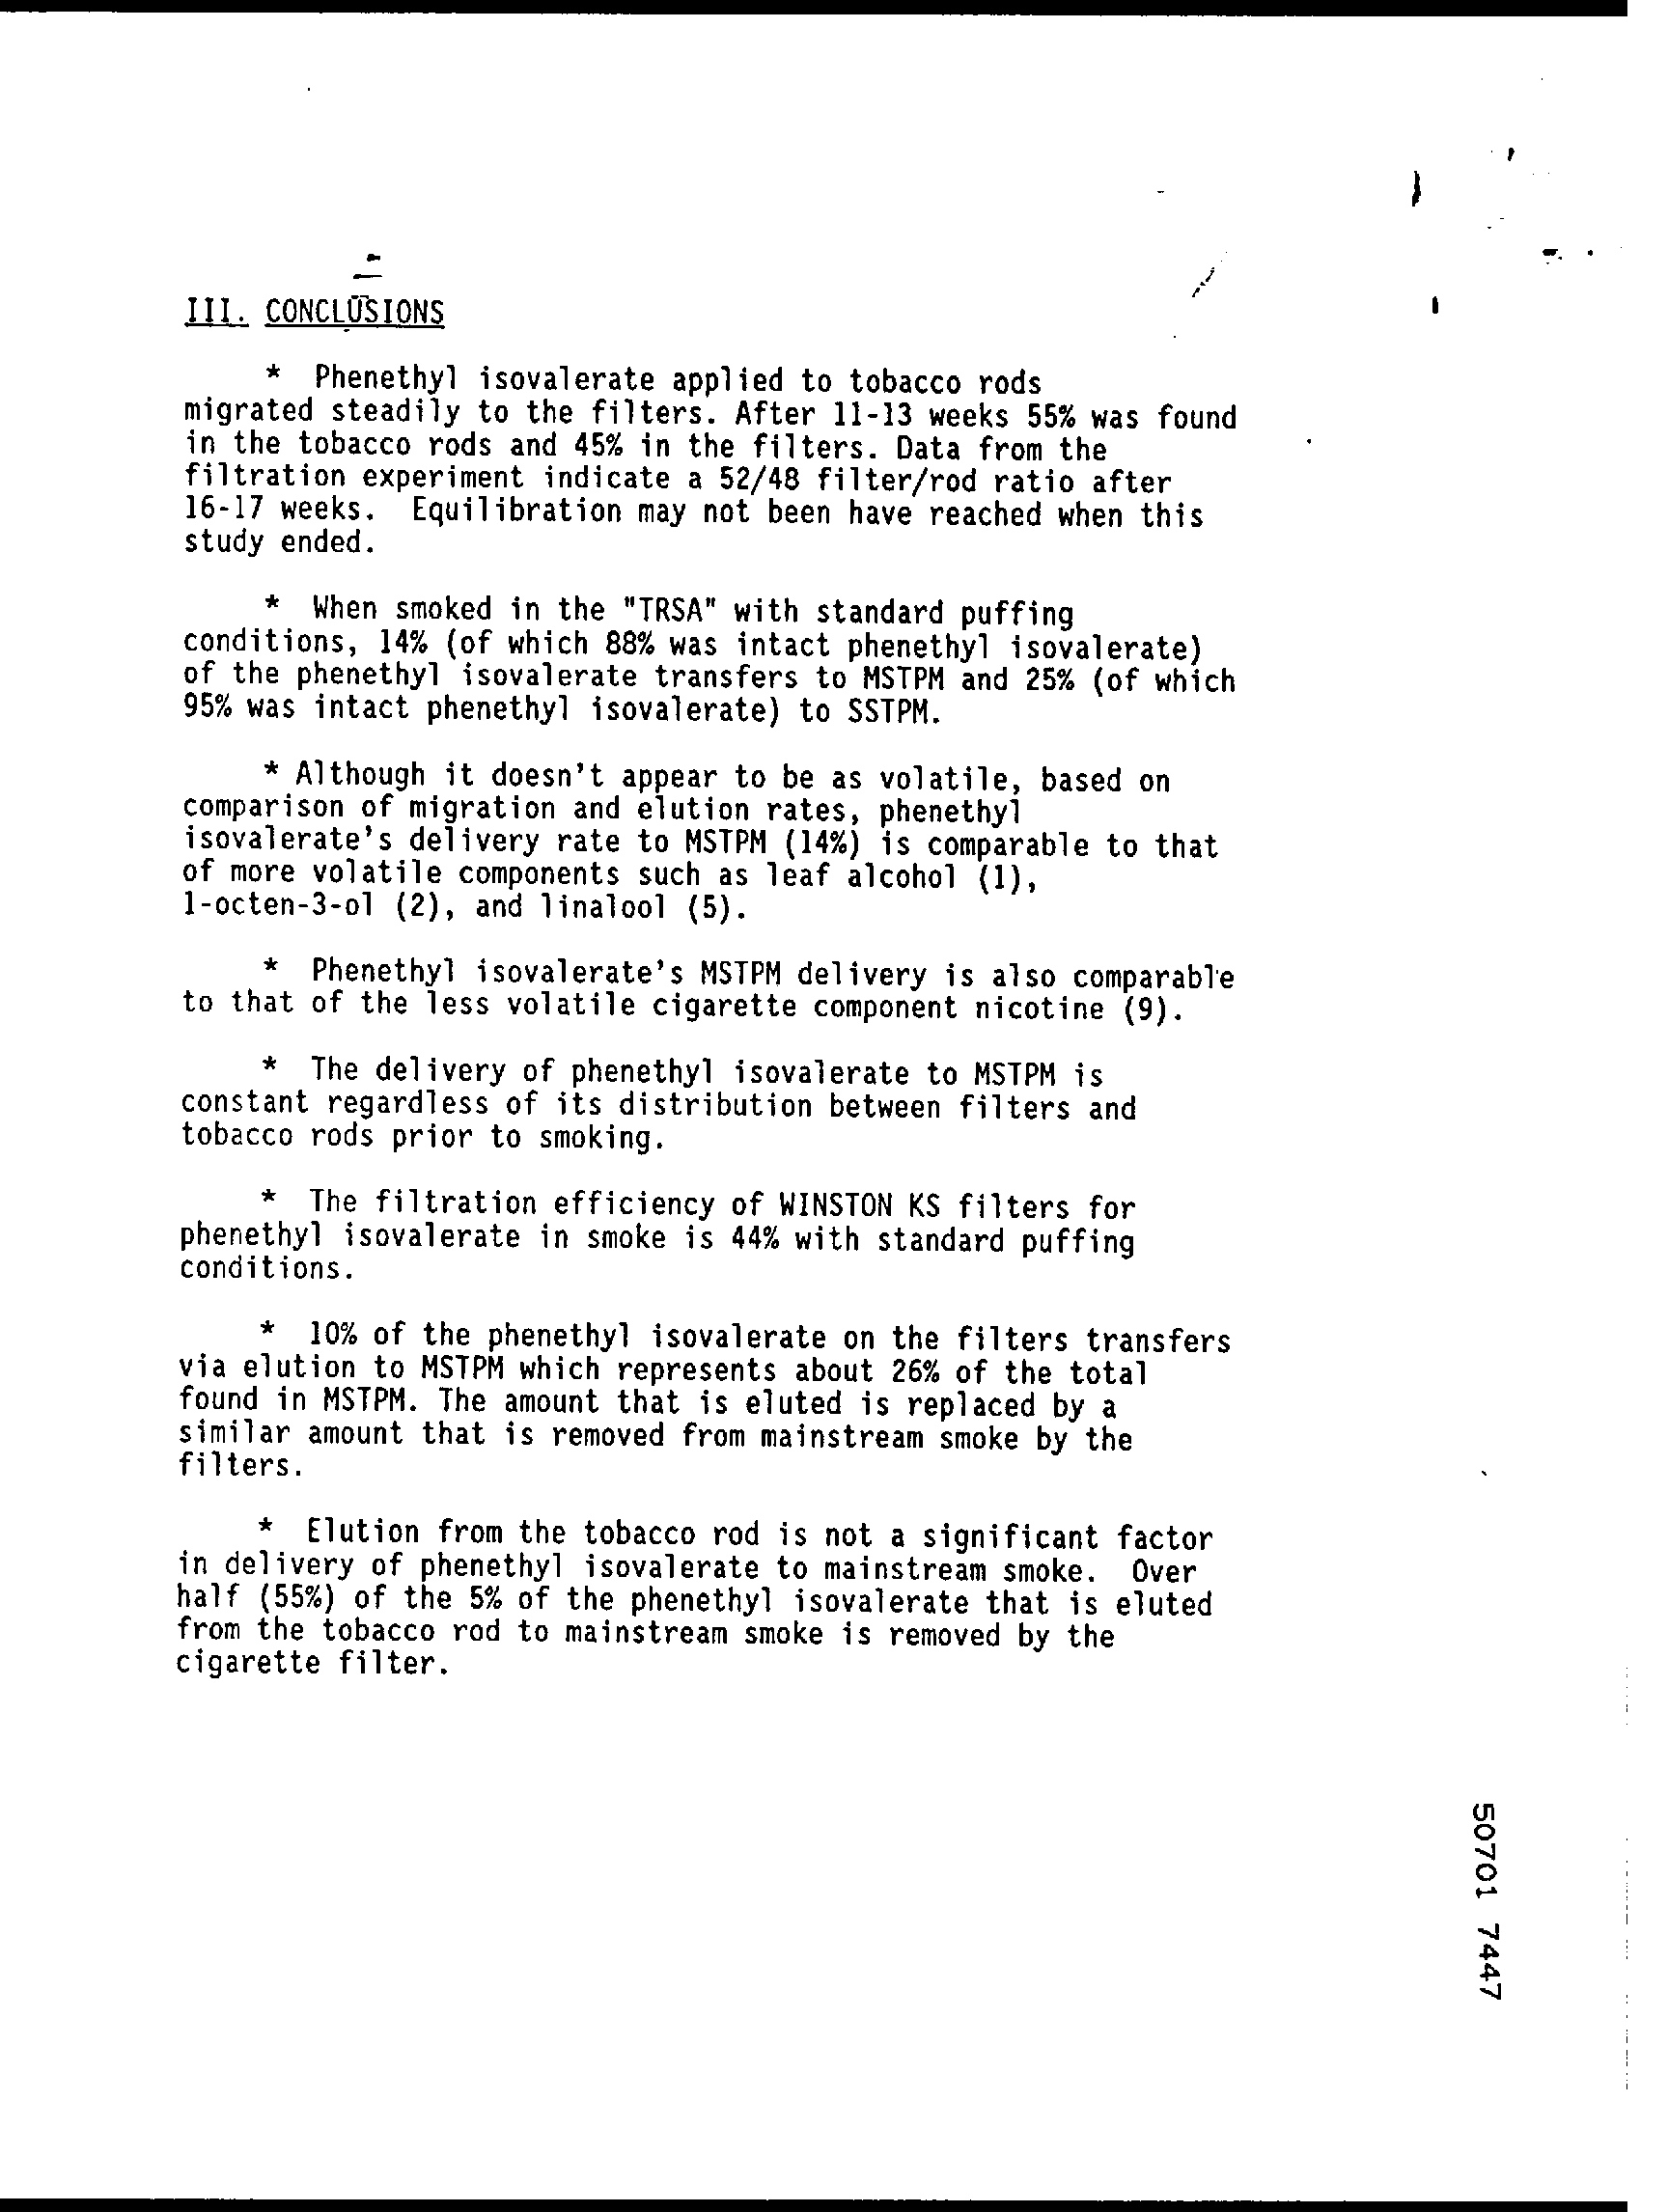 III. CONCLUSIONS
* Phenethyl isovalerate applied to tobacco rods
migrated steadily to the filters. After 11-13 weeks 55% was found
in the tobacco rods and 45% in the filters. Data from the
filtration experiment indicate a 52/48 filter/rod ratio after
16-17 weeks. Equilibration may not been have reached when this
study ended.
* When smoked in the "TRSA" with standard puffing
conditions, 14% (of which 88% was intact phenethyl isovalerate)
of the phenethyl isovalerate transfers to MSTPM and 25% (of which
95% was intact phenethyl isovalerate) to SSTPM.
* Although it doesn't appear to be as volatile, based on
comparison of migration and elution rates, phenethyl
isovalerate's delivery rate to MSTPM (14%) is comparable to that
of more volatile components such as leaf alcohol (1),
1-octen-3-ol (2), and linalool (5).
* Phenethyl isovalerate's MSTPM delivery is also comparable
to that of the less volatile cigarette component nicotine (9).
* The delivery of phenethyl isovalerate to MSTPM is
constant regardless of its distribution between filters and
tobacco rods prior to smoking.
* The filtration efficiency of WINSTON KS filters for
phenethyl isovalerate in smoke is 44% with standard puffing
conditions.
* 10% of the phenethyl isovalerate on the filters transfers
via elution to MSTPM which represents about 26% of the total
found in MSTPM. The amount that is eluted is replaced by a
similar amount that is removed from mainstream smoke by the
filters.
* Elution from the tobacco rod is not a significant factor
in delivery of phenethyl isovalerate to mainstream smoke. Over
half (55%) of the 5% of the phenethyl isovalerate that is eluted
from the tobacco rod to mainstream smoke is removed by the
cigarette filter.
50701 7447